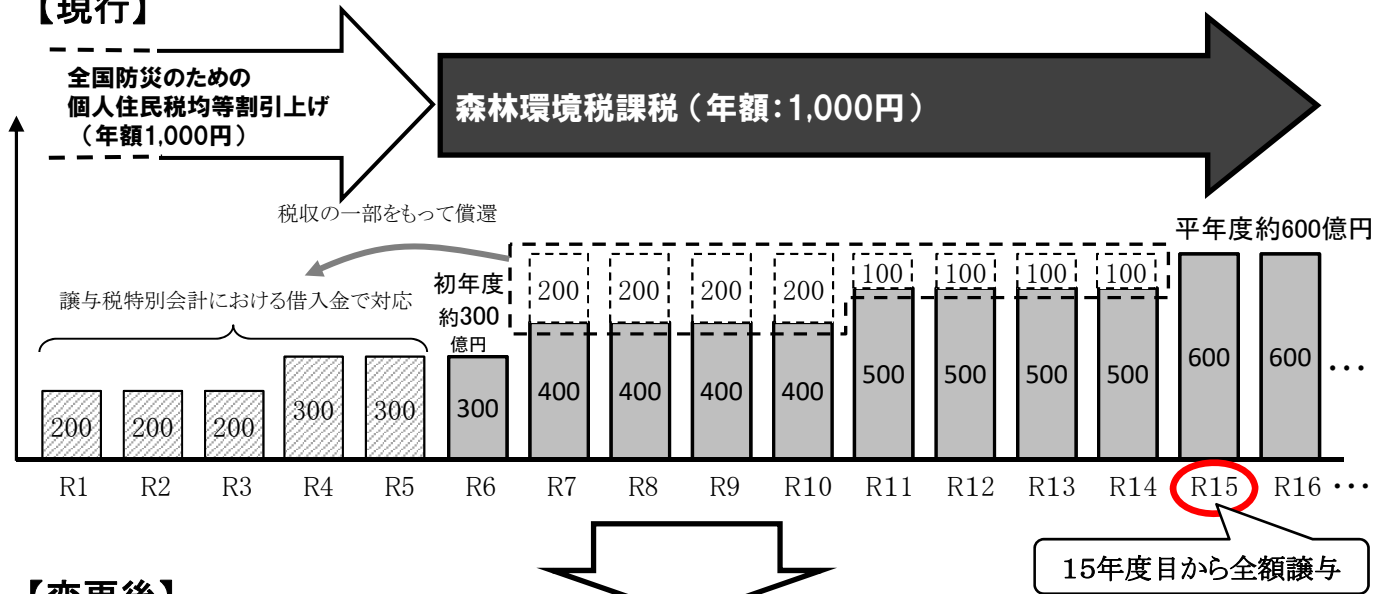 【現行】
全国防災のための
個人住民税均等割引上げ
（年額1,000円）
森林環境税課税（年額：1,000円）
税収の一部をもって償還
平年度約600億円
譲与税特別会計における借入金で対応
初年度
約300
億円
200 200 200 300 300 300
200 200 200 200 100 100 100 100
400 400 400 400 500 500 500 500 600 600 …
R1 R2 R3 R4 R5 R6 R7 R8 R9 R10 R11 R12 R13 R14 R15 R16 …
15年度目から全額譲与
【変更後】